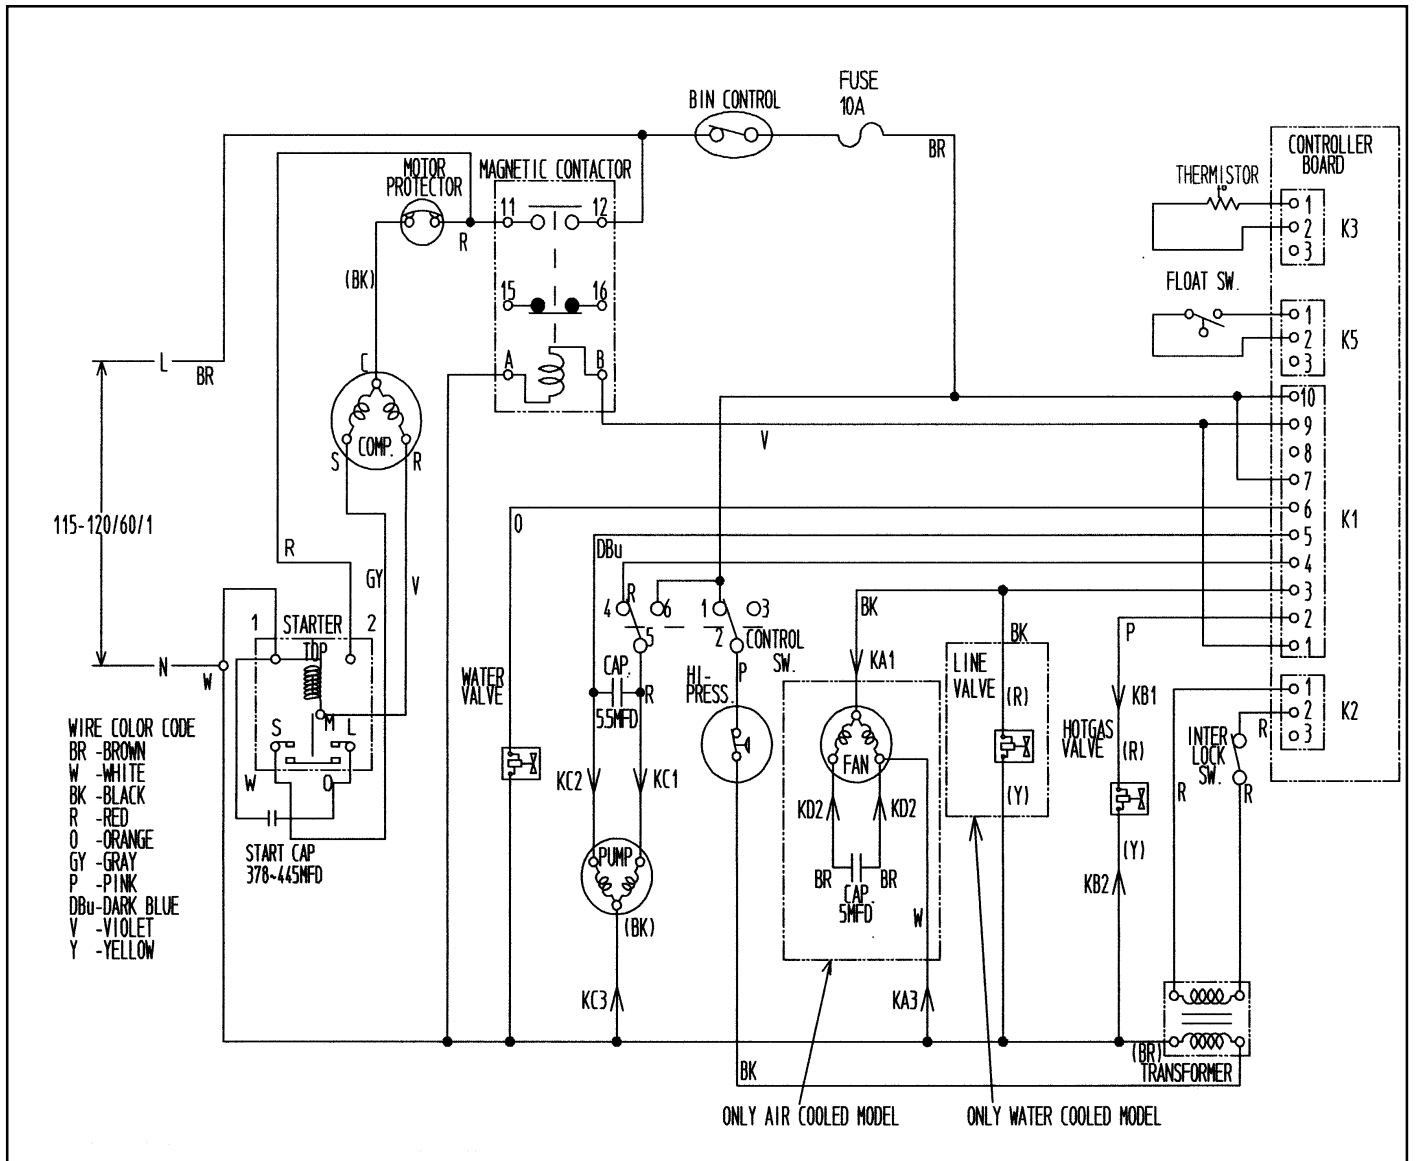 FUSE
10A
BIN CONTROL
BR
CONTROLLER
BOARD
MOTOR
PROTECTOR
MAGNETIC CONTACTOR
THERMISTOR
t°
11
12
R
1
2
3
K3
(BK)
15
16
FLOAT SW.
1
2
3
K5
L
BR
C
A
B
COMP.
S
R
V
10
9
8
7
6
5
4
3
2
1
K1
115-120/60/1
O
DBu
R
GY
V
R
4
6
1
3
5
2
CONTROL
SW.
BK
P
1
STARTER
2
TOP
N
W
WATER
VALVE
CAP.
5.5MFD
R
HI-
PRESS.
P
KA1
BK
LINE
VALVE
(R)
KB1
HOTGAS
VALVE
(R)
INTER
LOCK
SW.
R
1
2
3
K2
M
S
L
W
O
WIRE COLOR CODE
BR -BROWN
W -WHITE
BK -BLACK
R -RED
O -ORANGE
GY -GRAY
P -PINK
DBu-DARK BLUE
V -VIOLET
Y -YELLOW
START CAP
378~445MFD
KC2
KC1
FAN
KD2
KD2
(Y)
R
R
PUMP
(BK)
BR
BR
CAP.
5MFD
W
(Y)
KB2
KC3
KA3
(BR)
TRANSFORMER
BK
ONLY AIR COOLED MODEL
ONLY WATER COOLED MODEL